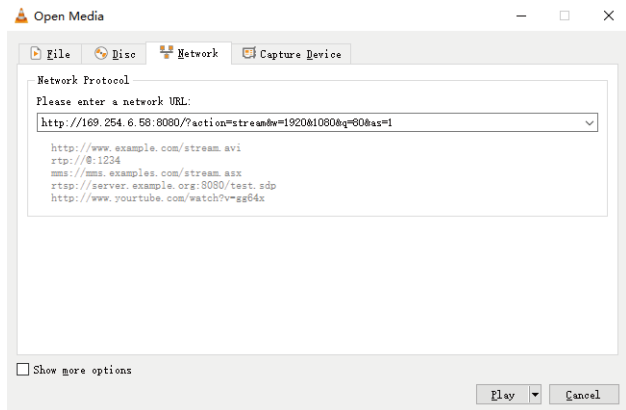 Open Media
File Disc Network Capture Device
Network Protocol
Please enter a network URL:
http://169.254.6.58:8080/?action=stream&w=1920&1080&q=80&as=1
http://www.example.com/stream.avi
rtp://@:1234
mms://mms.examples.com/stream.asx
rtsp://server.example.org:8080/test.sdp
http://www.yourtube.com/watch?v=gg64x
Show more options
Play Cancel